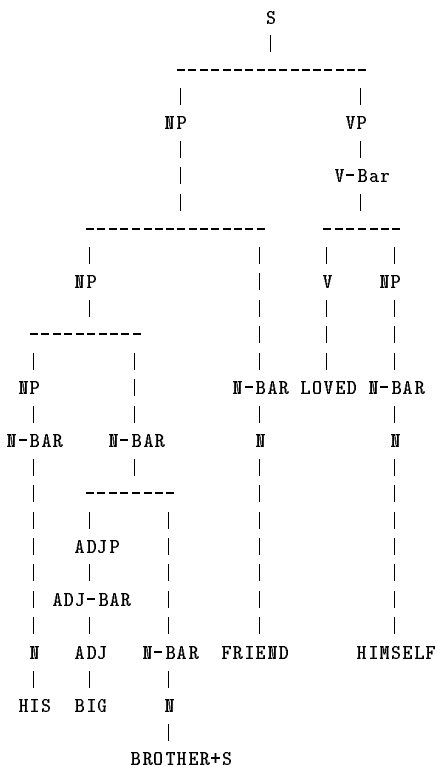 S
NP VP
V-Bar
NP V NP
NP N-BAR LOVED N-BAR
N-BAR N-BAR N N
ADJP
ADJ-BAR
N ADJ N-BAR FRIEND HIMSELF
HIS BIG N
BROTHER+S